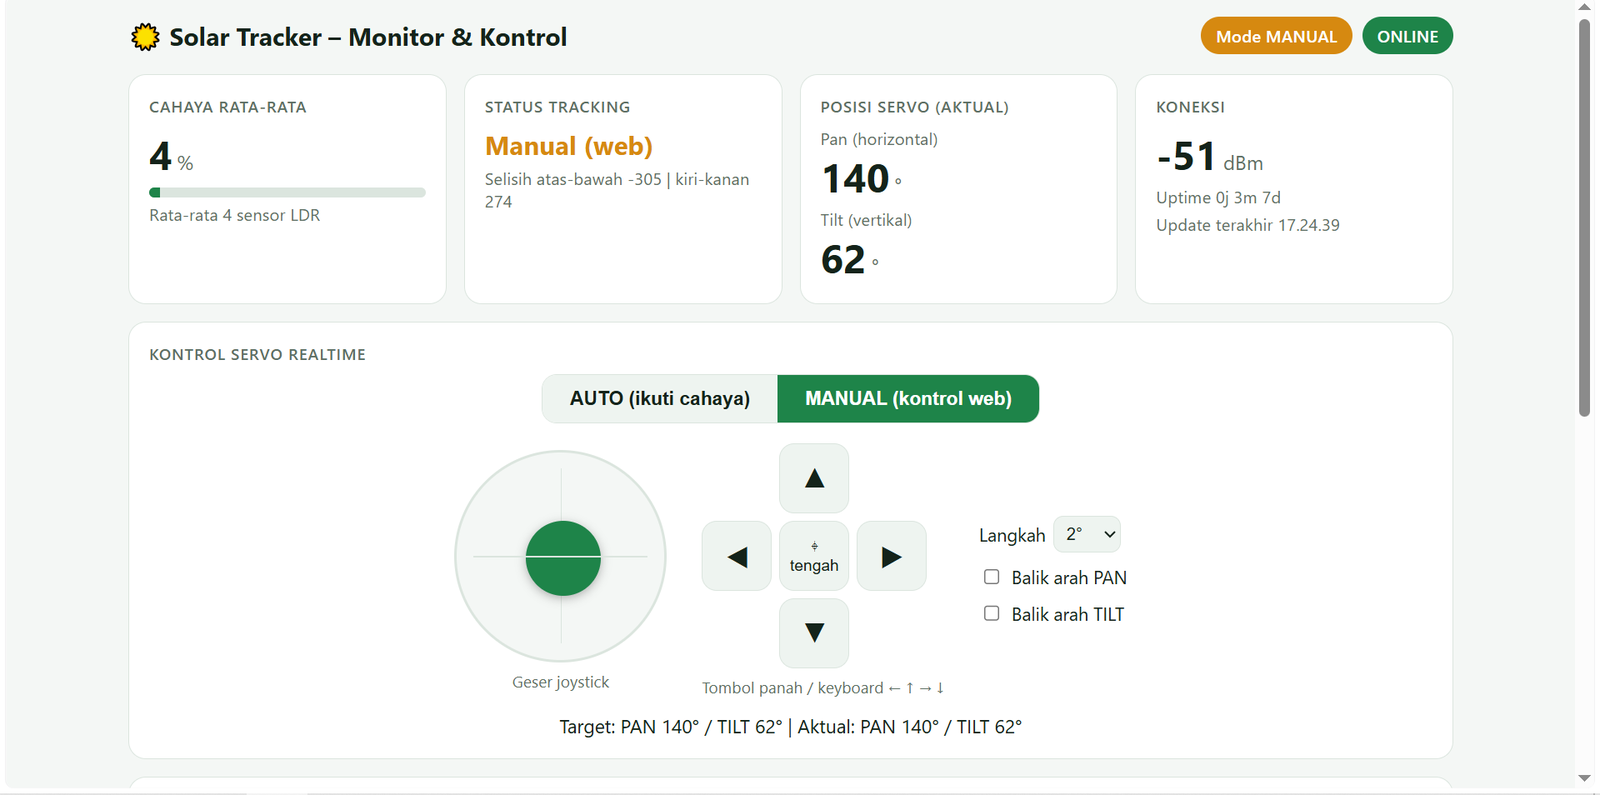 Solar Tracker – Monitor & Kontrol
Mode MANUAL
ONLINE
CAHAYA RATA-RATA
4 %
Rata-rata 4 sensor LDR
STATUS TRACKING
Manual (web)
Selisih atas-bawah -305 | kiri-kanan
274
POSISI SERVO (AKTUAL)
Pan (horizontal)
140 °
Tilt (vertikal)
62 °
KONEKSI
-51 dBm
Uptime 0j 3m 7d
Update terakhir 17.24.39
KONTROL SERVO REALTIME
AUTO (ikuti cahaya)
MANUAL (kontrol web)
▲
◀
⌖
tengah
▶
▼
Geser joystick
Tombol panah / keyboard ← ↑ → ↓
Langkah 2°
Balik arah PAN
Balik arah TILT
Target: PAN 140° / TILT 62° | Aktual: PAN 140° / TILT 62°